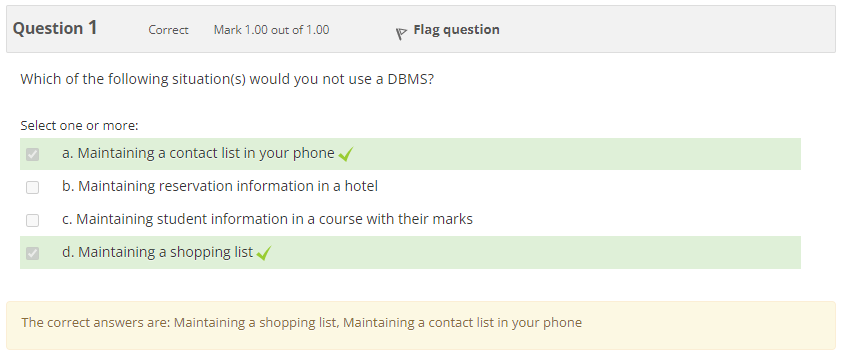 Question 1 Correct Mark 1.00 out of 1.00 Flag question
Which of the following situation(s) would you not use a DBMS?
Select one or more:
a. Maintaining a contact list in your phone
b. Maintaining reservation information in a hotel
c. Maintaining student information in a course with their marks
d. Maintaining a shopping list
The correct answers are: Maintaining a shopping list, Maintaining a contact list in your phone